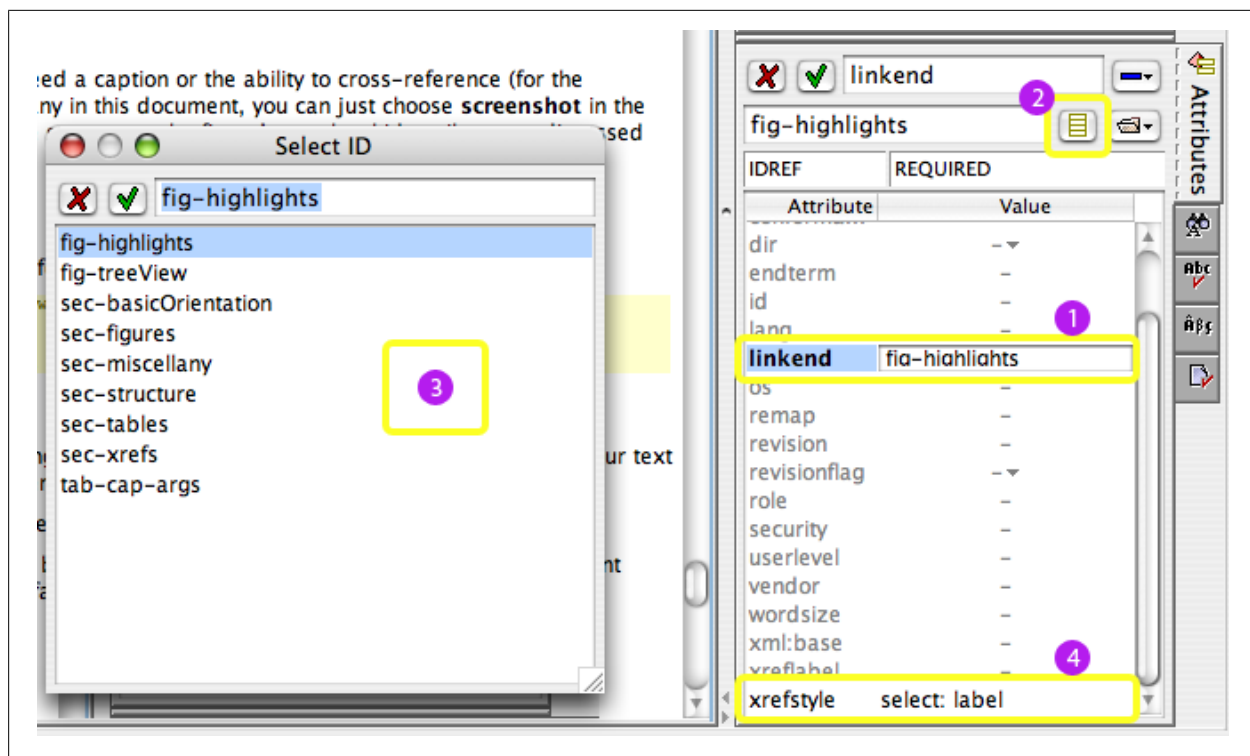 eed a caption or the ability to cross-reference (for the
ny in this document, you can just choose screenshot in the
ssed
Select ID
fig-highlights
fig-highlights
fig-treeView
sec-basicOrientation
sec-figures
sec-miscellany
sec-structure
sec-tables
sec-xrefs
tab-cap-args
3
ur text
nt
linkend
2
fig-highlights
IDREF REQUIRED
Attribute Value
dir –
endterm –
id –
lang –
1
linkend fig-highlights
os –
remap –
revision –
revisionflag –
role –
security –
userlevel –
vendor –
wordsize –
xml:base –
4
xreflabel –
xrefstyle select: label
Attributes
Abc
Âβς